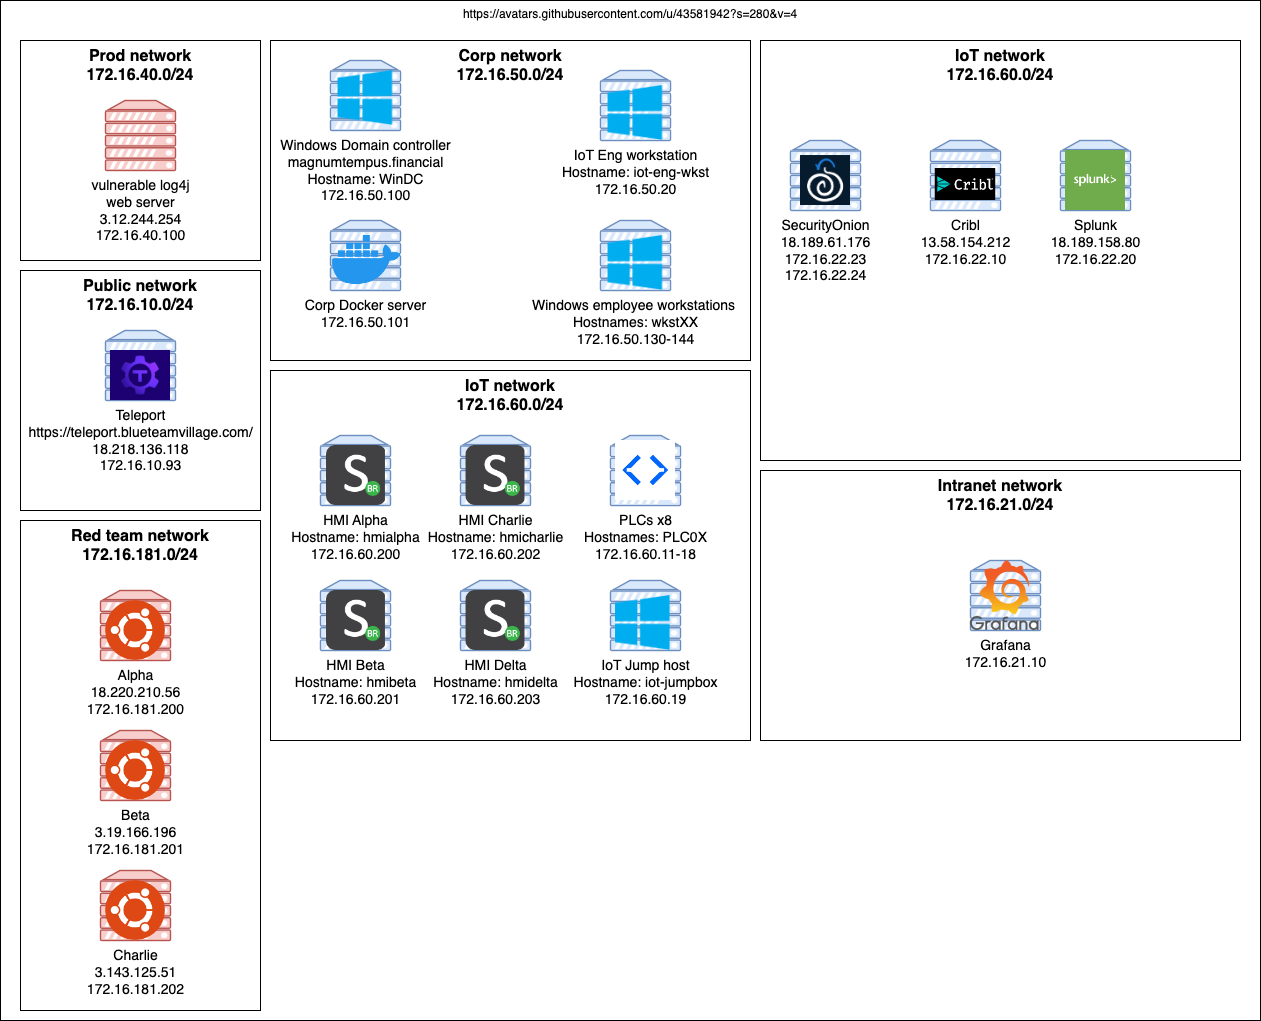 https://avatars.githubusercontent.com/u/43581942?s=280&v=4
Prod network
172.16.40.0/24
vulnerable log4j
web server
3.12.244.254
172.16.40.100
Public network
172.16.10.0/24
T
Teleport
https://teleport.blueteamvillage.com/
18.218.136.118
172.16.10.93
Red team network
172.16.181.0/24
Alpha
18.220.210.56
172.16.181.200
Beta
3.19.166.196
172.16.181.201
Charlie
3.143.125.51
172.16.181.202
Corp network
172.16.50.0/24
Windows Domain controller
magnumtempus.financial
Hostname: WinDC
172.16.50.100
IoT Eng workstation
Hostname: iot-eng-wkst
172.16.50.20
Corp Docker server
172.16.50.101
Windows employee workstations
Hostnames: wkstXX
172.16.50.130-144
IoT network
172.16.60.0/24
S BR
HMI Alpha
Hostname: hmialpha
172.16.60.200
S BR
HMI Charlie
Hostname: hmicharlie
172.16.60.202
PLCs x8
Hostnames: PLC0X
172.16.60.11-18
S BR
HMI Beta
Hostname: hmibeta
172.16.60.201
S BR
HMI Delta
Hostname: hmidelta
172.16.60.203
IoT Jump host
Hostname: iot-jumpbox
172.16.60.19
IoT network
172.16.60.0/24
SecurityOnion
18.189.61.176
172.16.22.23
172.16.22.24
Cribl
Cribl
13.58.154.212
172.16.22.10
splunk>
Splunk
18.189.158.80
172.16.22.20
Intranet network
172.16.21.0/24
Grafana
Grafana
172.16.21.10